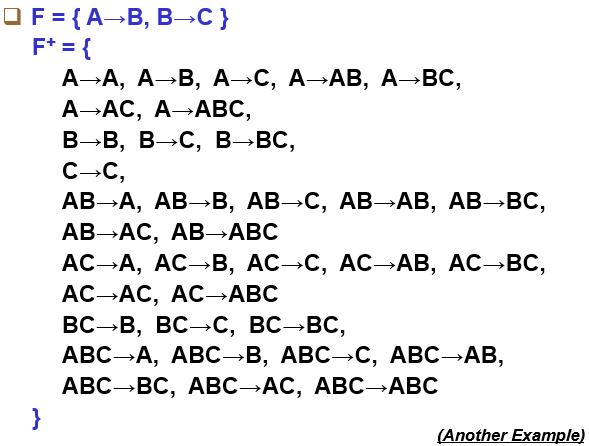 ❑ F = { A→B, B→C }
F⁺ = {
A→A, A→B, A→C, A→AB, A→BC,
A→AC, A→ABC,
B→B, B→C, B→BC,
C→C,
AB→A, AB→B, AB→C, AB→AB, AB→BC,
AB→AC, AB→ABC
AC→A, AC→B, AC→C, AC→AB, AC→BC,
AC→AC, AC→ABC
BC→B, BC→C, BC→BC,
ABC→A, ABC→B, ABC→C, ABC→AB,
ABC→BC, ABC→AC, ABC→ABC
}
(Another Example)